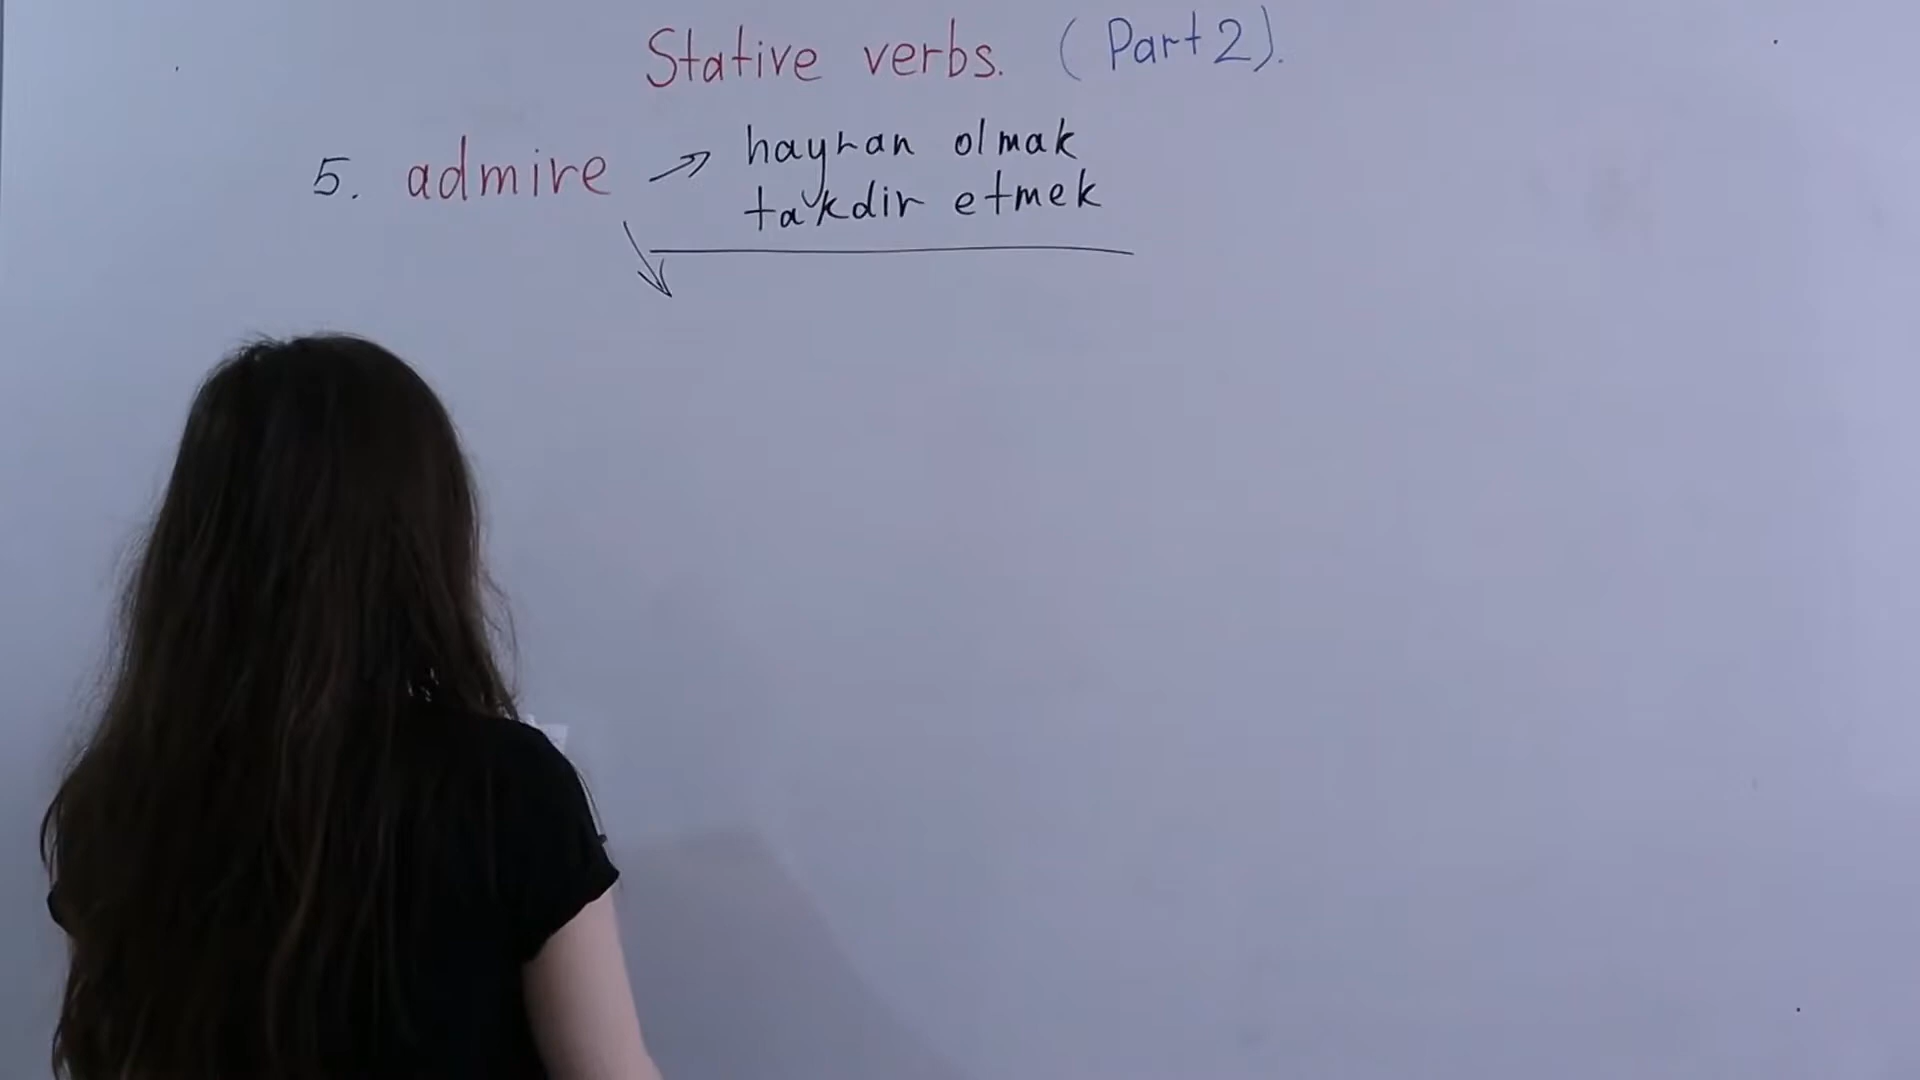 Stative verbs. (Part 2).
5. admire → hayran olmak
takdir etmek